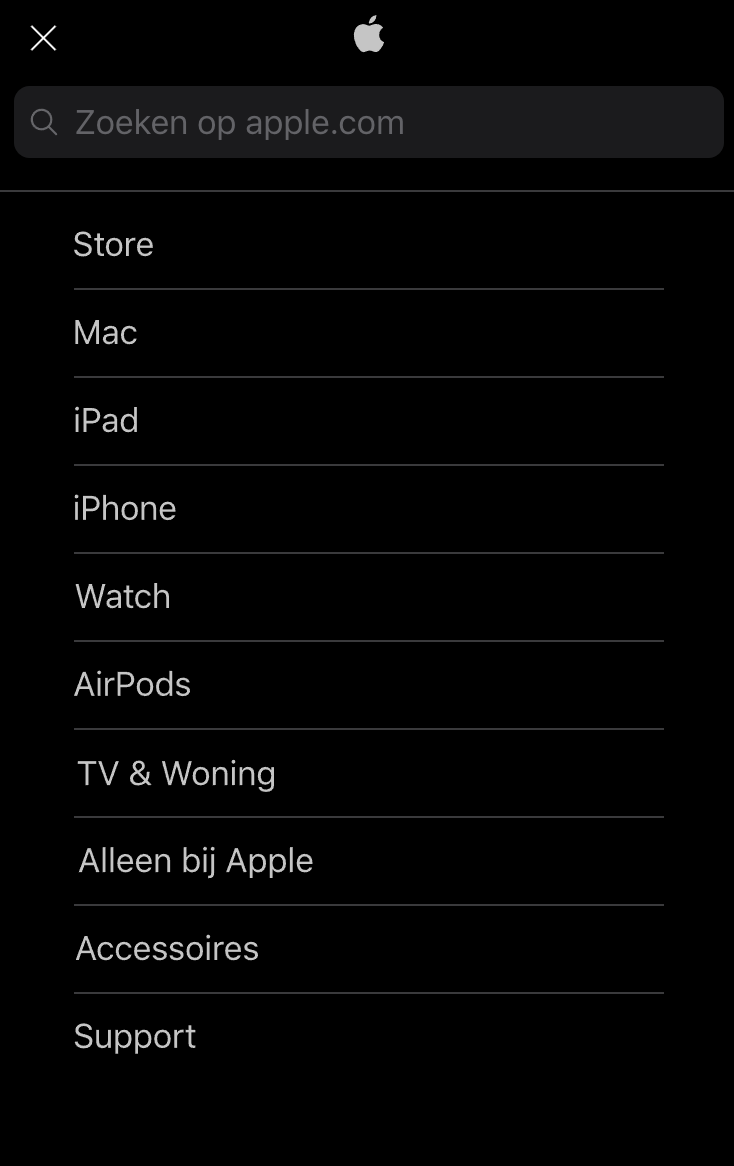 Zoeken op apple.com
Store
Mac
iPad
iPhone
Watch
AirPods
TV & Woning
Alleen bij Apple
Accessoires
Support